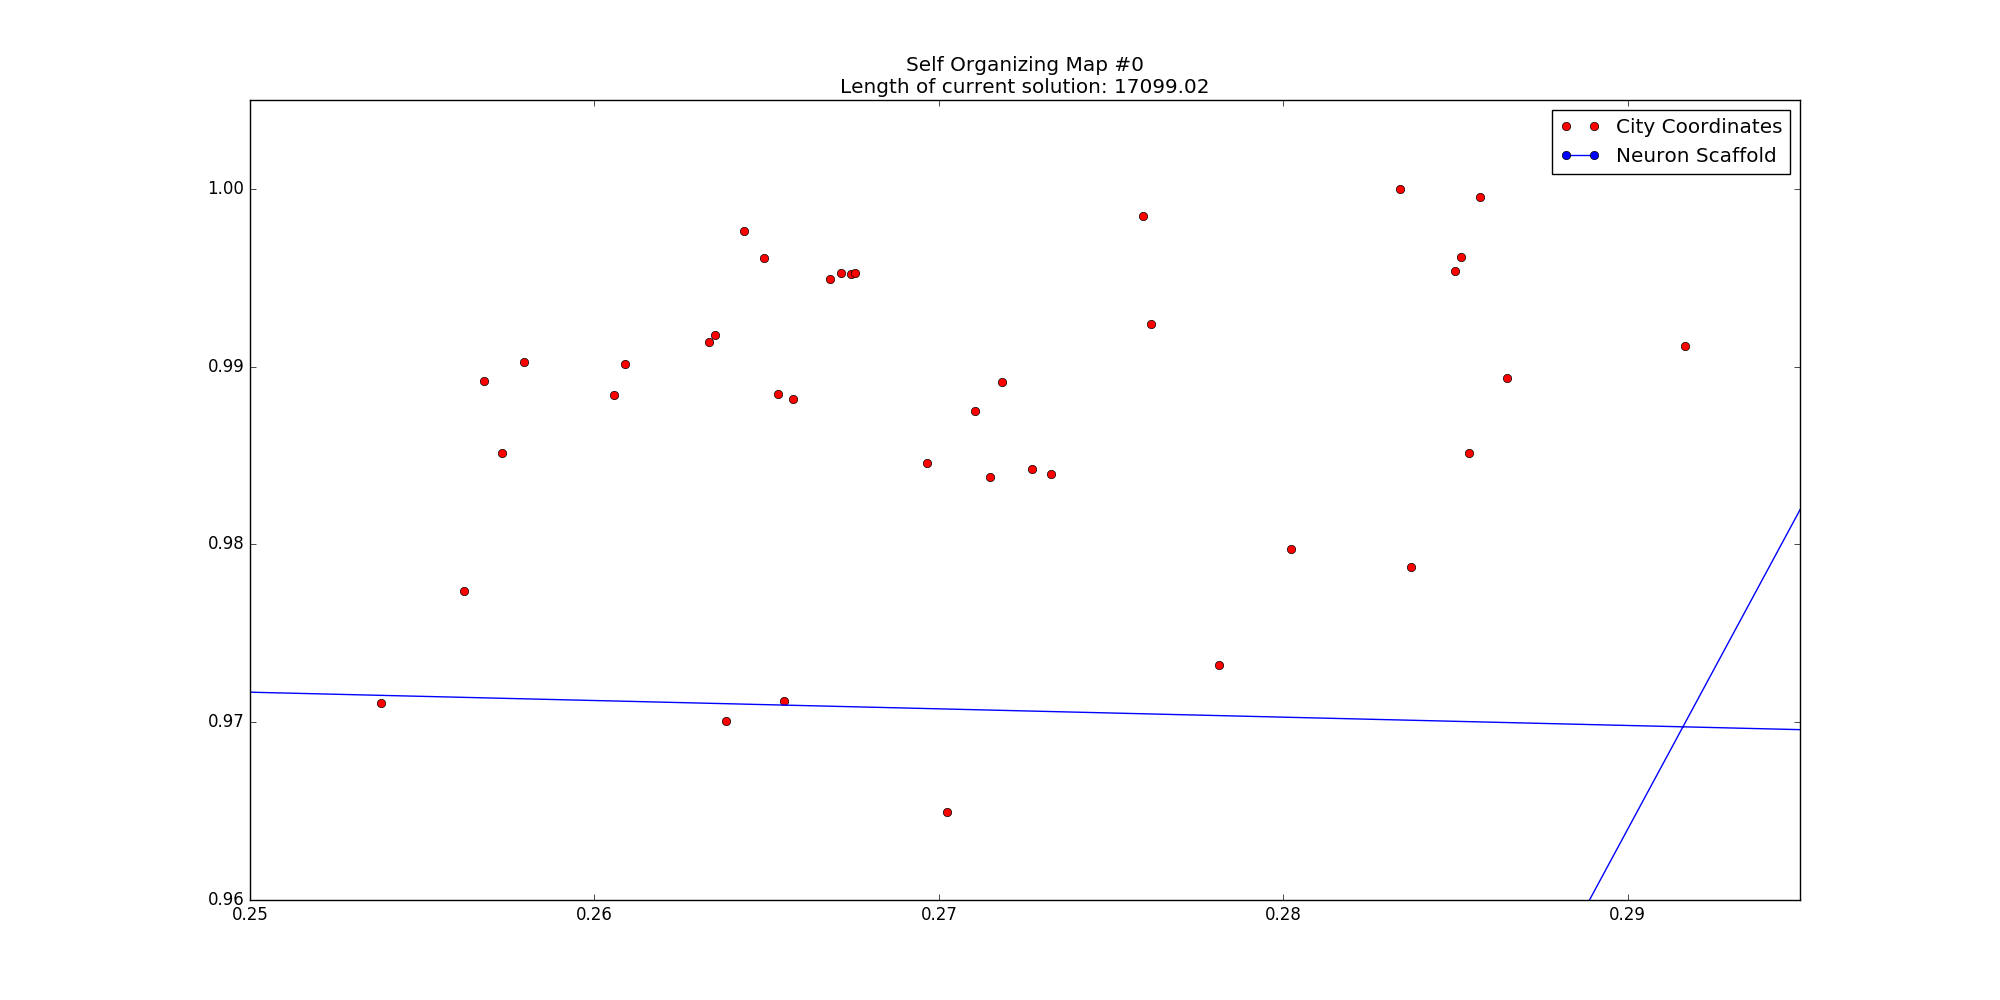 Self Organizing Map #0
Length of current solution: 17099.02
City Coordinates
Neuron Scaffold
1.00
0.99
0.98
0.97
0.96
0.25 0.26 0.27 0.28 0.29